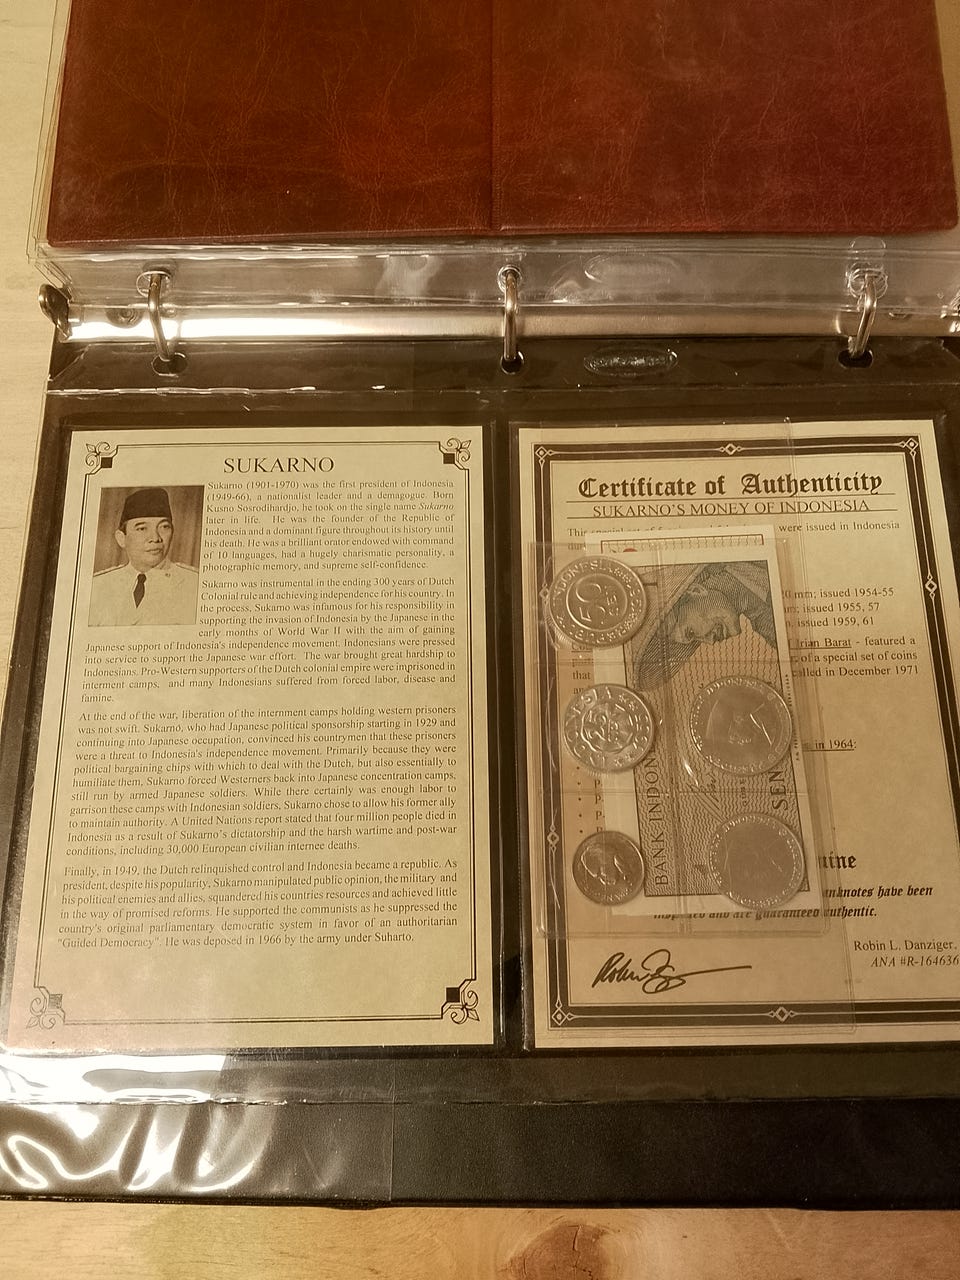 SUKARNO
Sukarno (1901-1970) was the first president of Indonesia
(1949-66), a nationalist leader and a demagogue. Born
Kusno Sosrodihardjo, he took on the single name Sukarno
later in life. He was the founder of the Republic of
Indonesia and a dominant figure throughout its history until
his death. He was a brilliant orator endowed with command
of 10 languages, had a hugely charismatic personality, a
photographic memory, and supreme self-confidence.
Sukarno was instrumental in the ending 300 years of Dutch
Colonial rule and achieving independence for his country. In
the process, Sukarno was infamous for his responsibility in
supporting the invasion of Indonesia by the Japanese in the
early months of World War II with the aim of gaining
Japanese support of Indonesia's independence movement. Indonesians were pressed
into service to support the Japanese war effort. The war brought great hardship to
Indonesians. Pro-Western supporters of the Dutch colonial empire were imprisoned in
interment camps, and many Indonesians suffered from forced labor, disease and
famine.
At the end of the war, liberation of the internment camps holding western prisoners
was not swift. Sukarno, who had Japanese political sponsorship starting in 1929 and
continuing into Japanese occupation, convinced his countrymen that these prisoners
were a threat to Indonesia's independence movement. Primarily because they were
political bargaining chips with which to deal with the Dutch, but also essentially to
humiliate them, Sukarno forced Westerners back into Japanese concentration camps,
still run by armed Japanese soldiers. While there certainly was enough labor to
garrison these camps with Indonesian soldiers, Sukarno chose to allow his former ally
to maintain authority. A United Nations report stated that four million people died in
Indonesia as a result of Sukarno's dictatorship and the harsh wartime and post-war
conditions, including 30,000 European civilian internee deaths.
Finally, in 1949, the Dutch relinquished control and Indonesia became a republic. As
president, despite his popularity, Sukarno manipulated public opinion, the military and
his political enemies and allies, squandered his countries resources and achieved little
in the way of promised reforms. He supported the communists as he suppressed the
country's original parliamentary democratic system in favor of an authoritarian
"Guided Democracy". He was deposed in 1966 by the army under Suharto.
Certificate of Authenticity
SUKARNO'S MONEY OF INDONESIA
This special set of were issued in Indonesia
mm; issued 1954-55
issued 1955, 57
issued 1959, 61
Irian Barat - featured a
of a special set of coins
that in December 1971
in 1964:
INDONESIA
50
INDONESIA
25
SEN
BANK INDON
SEN
banknotes have been
inspected and are guaranteed authentic.
Robin L. Danziger,
ANA #R-164636